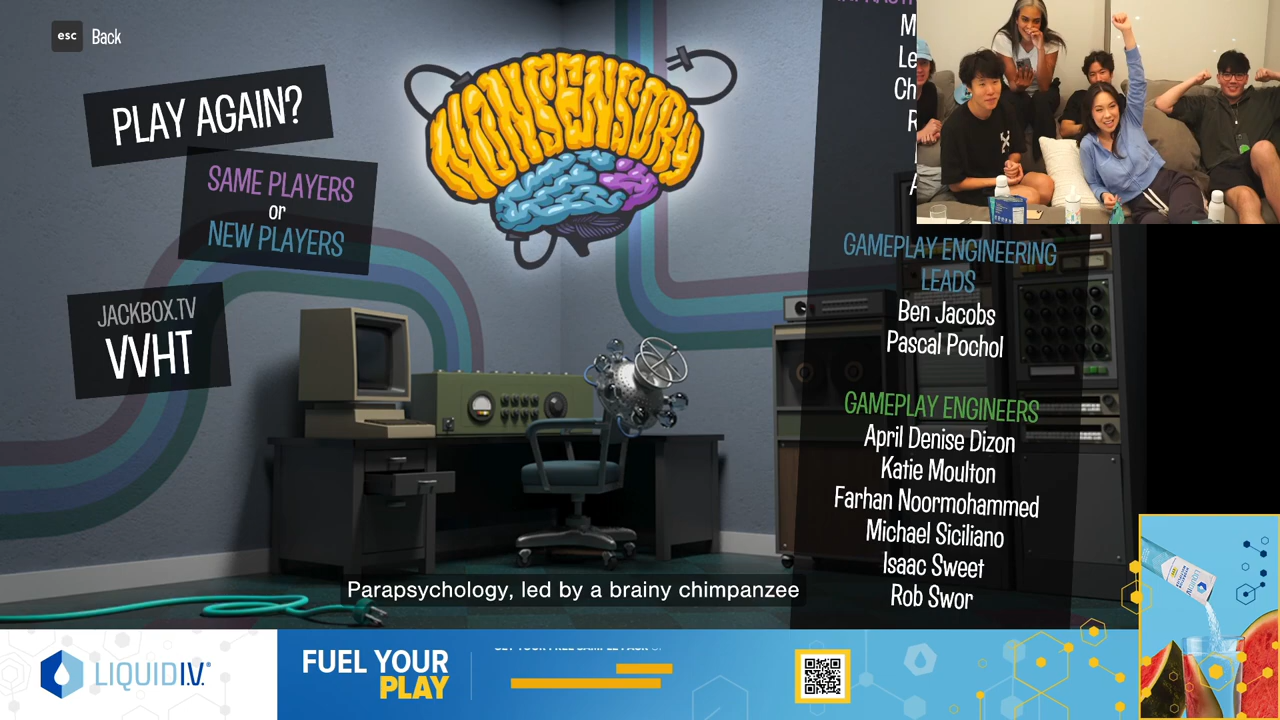 esc Back
PLAY AGAIN?
SAME PLAYERS
or
NEW PLAYERS
JACKBOX.TV
VVHT
NONSENSORY
GAMEPLAY ENGINEERING
LEADS
Ben Jacobs
Pascal Pochol
GAMEPLAY ENGINEERS
April Denise Dizon
Katie Moulton
Farhan Noormohammed
Michael Siciliano
Isaac Sweet
Rob Swor
Parapsychology, led by a brainy chimpanzee
LIQUID I.V.
FUEL YOUR
PLAY